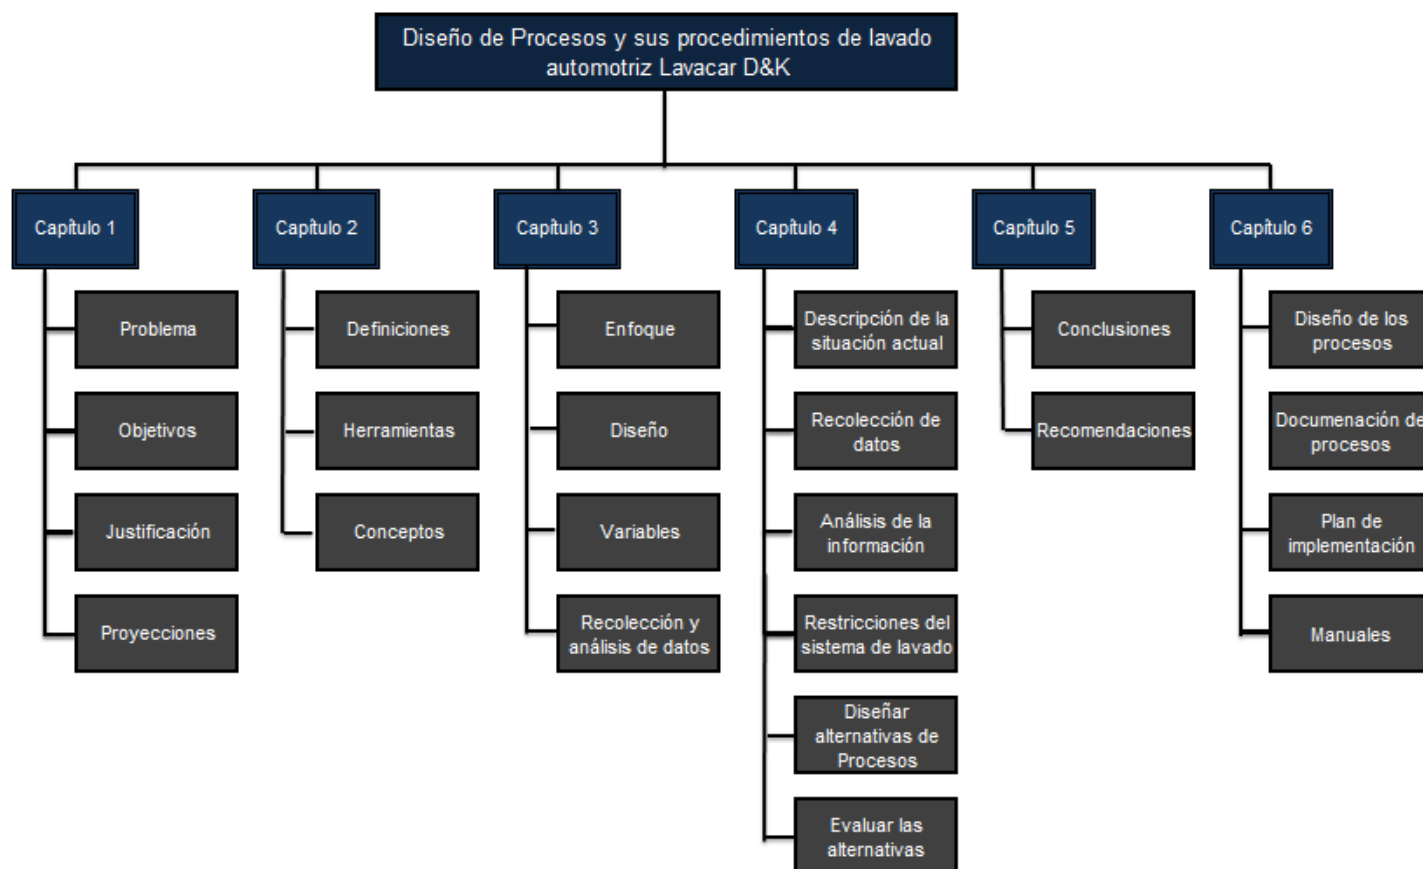 Diseño de Procesos y sus procedimientos de lavado
automotriz Lavacar D&K
Capítulo 1
Capítulo 2
Capítulo 3
Capítulo 4
Capítulo 5
Capítulo 6
Problema
Objetivos
Justificación
Proyecciones
Definiciones
Herramientas
Conceptos
Enfoque
Diseño
Variables
Recolección y
análisis de datos
Descripción de la
situación actual
Recolección de
datos
Análisis de la
información
Restricciones del
sistema de lavado
Diseñar
alternativas de
Procesos
Evaluar las
alternativas
Conclusiones
Recomendaciones
Diseño de los
procesos
Documenación de
procesos
Plan de
implementación
Manuales